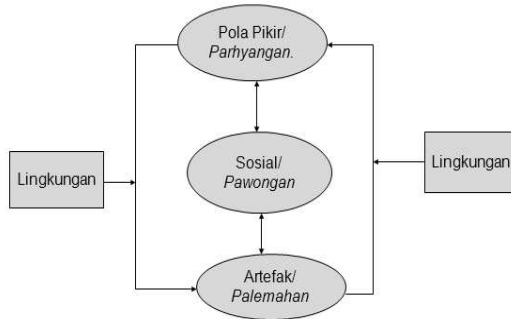 Pola Pikir/
Parhyangan.
Lingkungan
Sosial/
Pawongan
Lingkungan
Artefak/
Palemahan